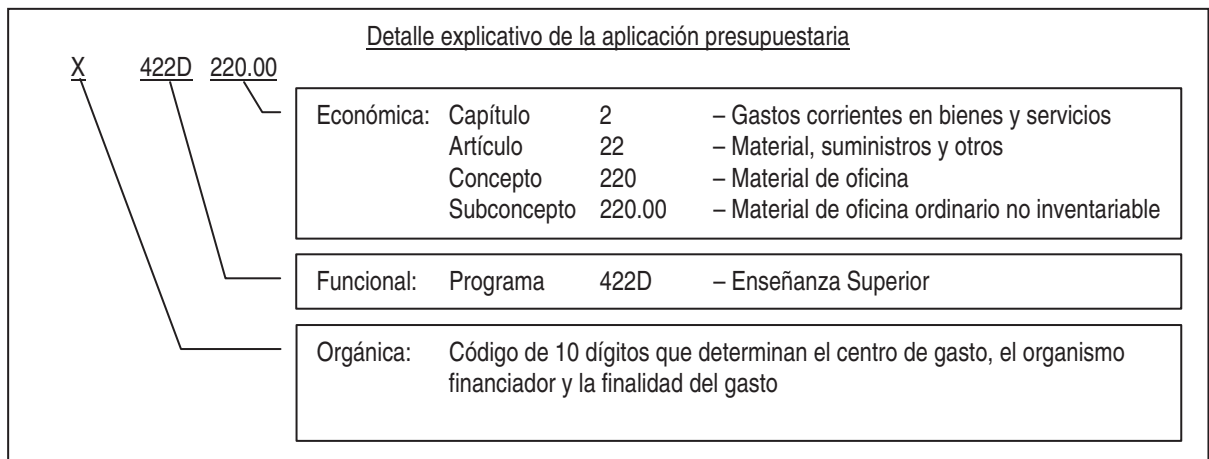 Detalle explicativo de la aplicación presupuestaria
X 422D 220.00
Económica: Capítulo 2 – Gastos corrientes en bienes y servicios
Artículo 22 – Material, suministros y otros
Concepto 220 – Material de oficina
Subconcepto 220.00 – Material de oficina ordinario no inventariable
Funcional: Programa 422D – Enseñanza Superior
Orgánica: Código de 10 dígitos que determinan el centro de gasto, el organismo
financiador y la finalidad del gasto